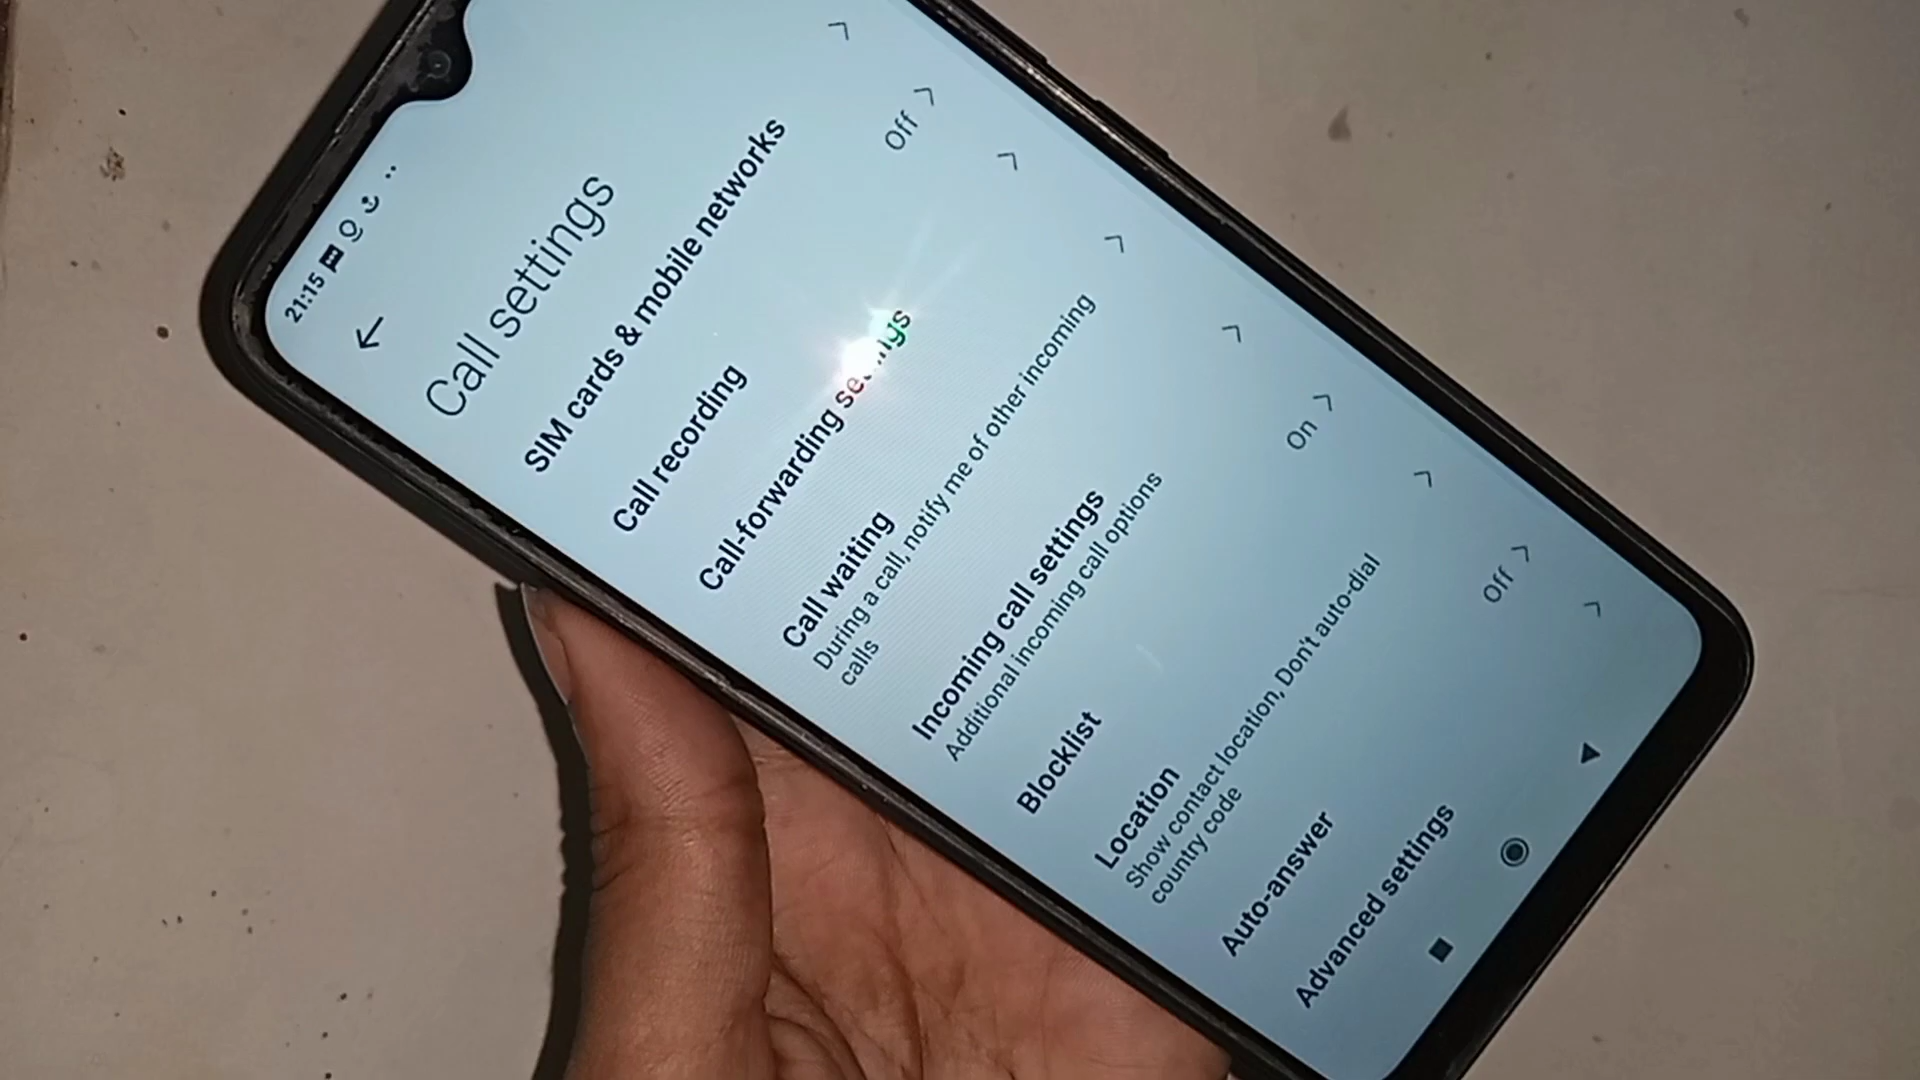 21:15
Call settings
SIM cards & mobile networks
Call recording
Off
Call-forwarding settings
Call waiting
During a call, notify me of other incoming
calls
Incoming call settings
Additional incoming call options
Blocklist
On
Location
Show contact location, Don't auto-dial
country code
Auto-answer
Off
Advanced settings